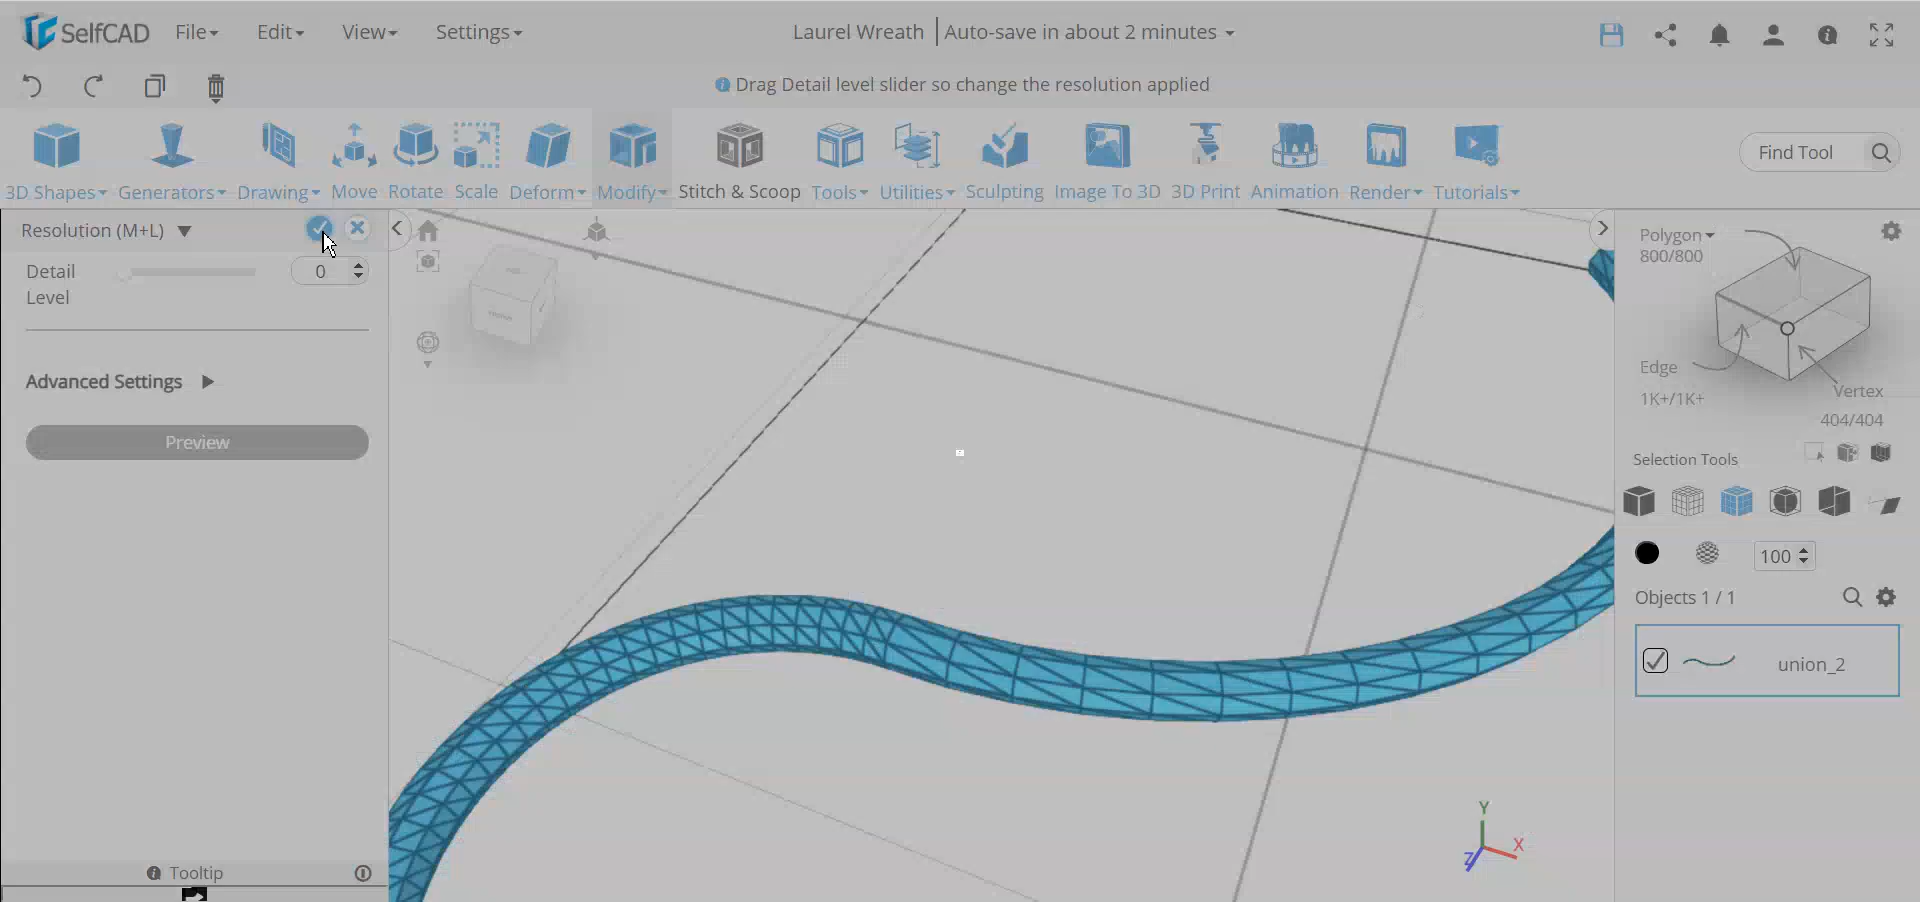 SelfCAD File Edit View Settings Laurel Wreath Auto-save in about 2 minutes
Drag Detail level slider so change the resolution applied
3D Shapes Generators Drawing Move Rotate Scale Deform Modify Stitch & Scoop Tools Utilities Sculpting Image To 3D 3D Print Animation Render Tutorials Find Tool
Resolution (M+L)
Detail
Level
0
Advanced Settings
Preview
Tooltip
Polygon
800/800
Edge
1K+/1K+
Vertex
404/404
Selection Tools
100
Objects 1 / 1
union_2
Y
X
Z